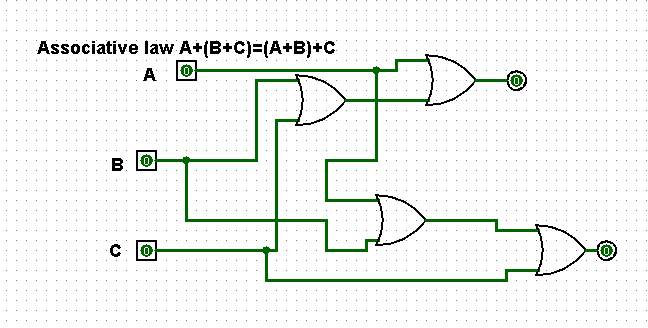 Associative law A+(B+C)=(A+B)+C
A 0 0
B 0
C 0 0